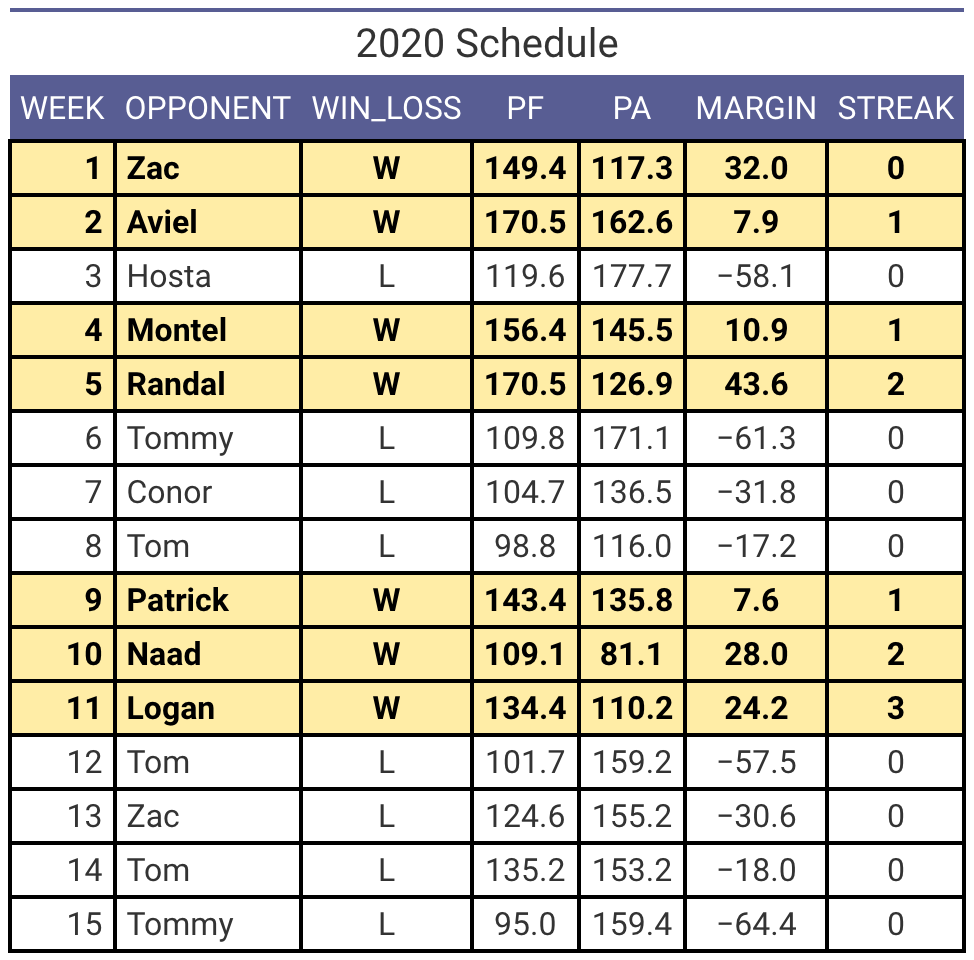 2020 Schedule
WEEK OPPONENT WIN_LOSS PF PA MARGIN STREAK
1 Zac W 149.4 117.3 32.0 0
2 Aviel W 170.5 162.6 7.9 1
3 Hosta L 119.6 177.7 −58.1 0
4 Montel W 156.4 145.5 10.9 1
5 Randal W 170.5 126.9 43.6 2
6 Tommy L 109.8 171.1 −61.3 0
7 Conor L 104.7 136.5 −31.8 0
8 Tom L 98.8 116.0 −17.2 0
9 Patrick W 143.4 135.8 7.6 1
10 Naad W 109.1 81.1 28.0 2
11 Logan W 134.4 110.2 24.2 3
12 Tom L 101.7 159.2 −57.5 0
13 Zac L 124.6 155.2 −30.6 0
14 Tom L 135.2 153.2 −18.0 0
15 Tommy L 95.0 159.4 −64.4 0